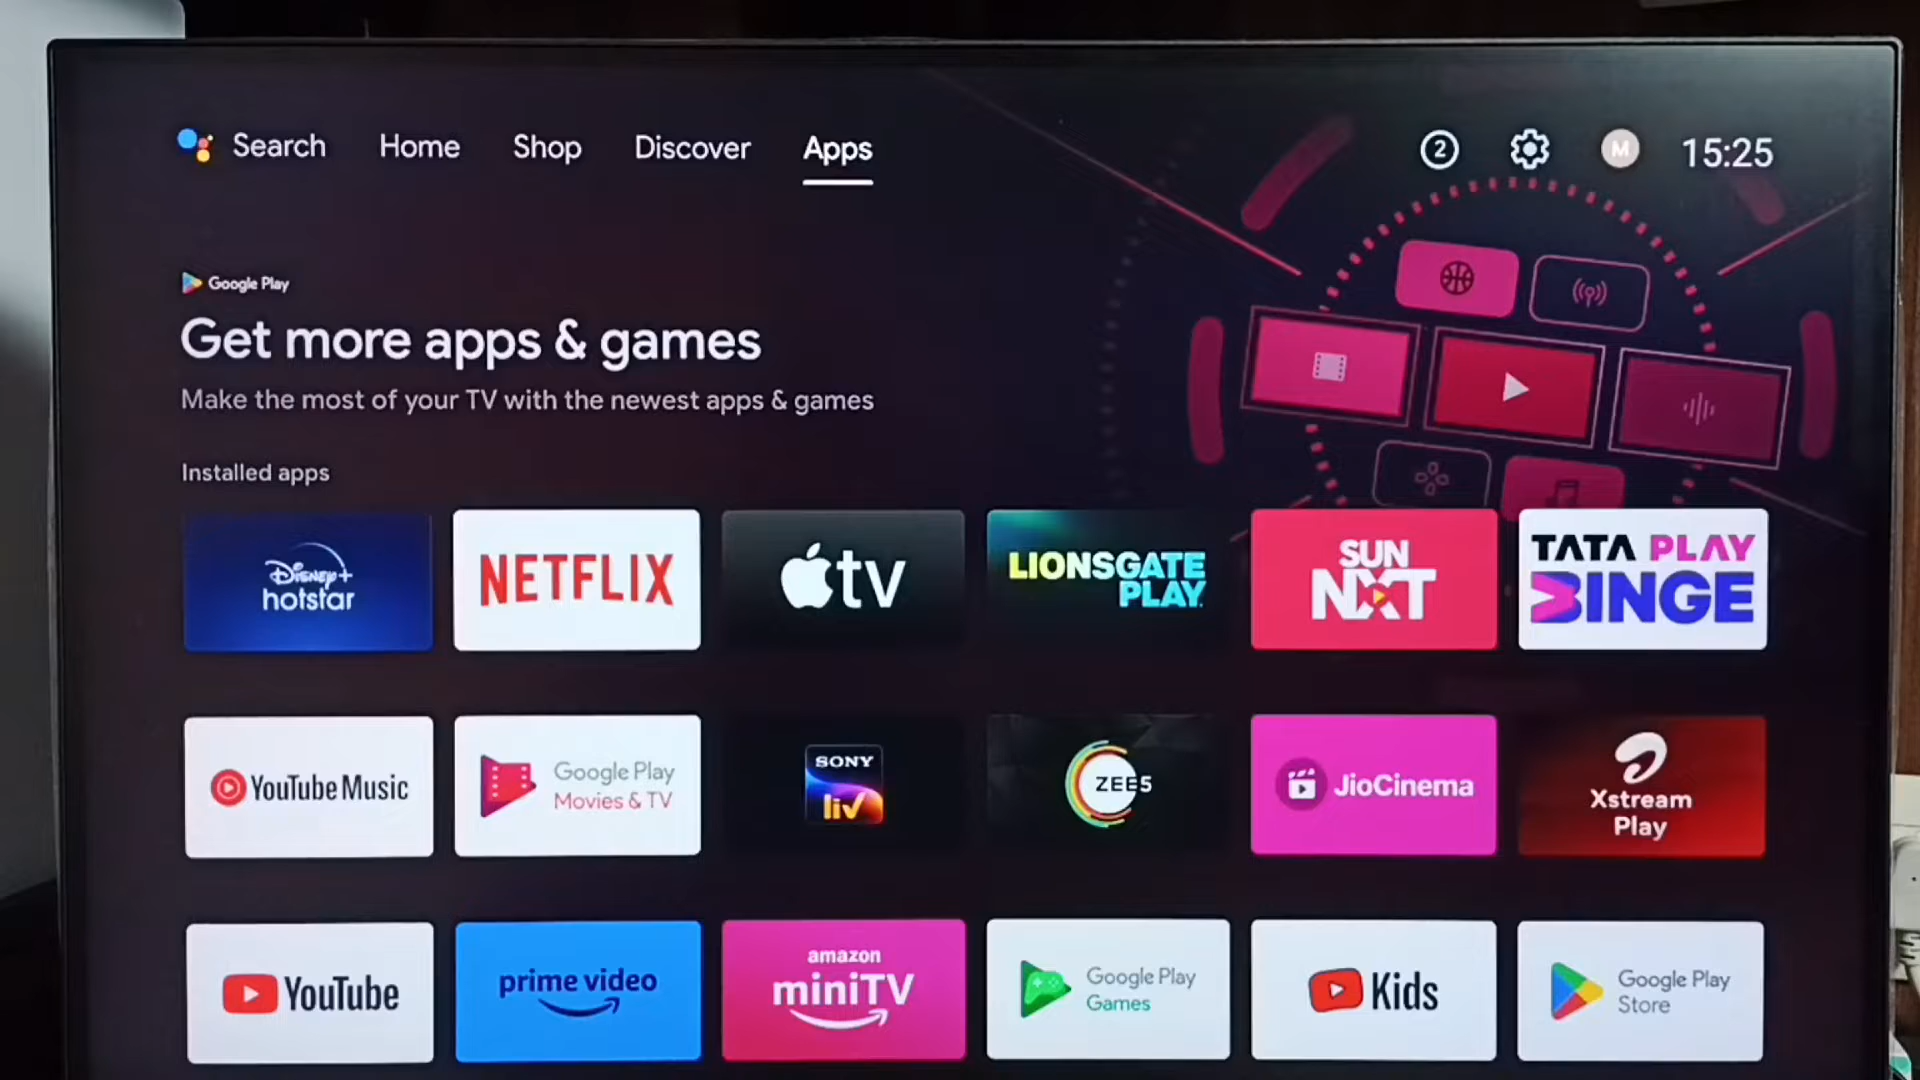 Search Home Shop Discover Apps 2 M 15:25
Google Play
Get more apps & games
Make the most of your TV with the newest apps & games
Installed apps
Disney+
hotstar
NETFLIX
tv
LIONSGATE
PLAY
SUN
NXT
TATA PLAY
BINGE
YouTube Music
Google Play
Movies & TV
SONY
liv
ZEE5
JioCinema
Xstream
Play
YouTube
prime video
amazon
miniTV
Google Play
Games
Kids
Google Play
Store